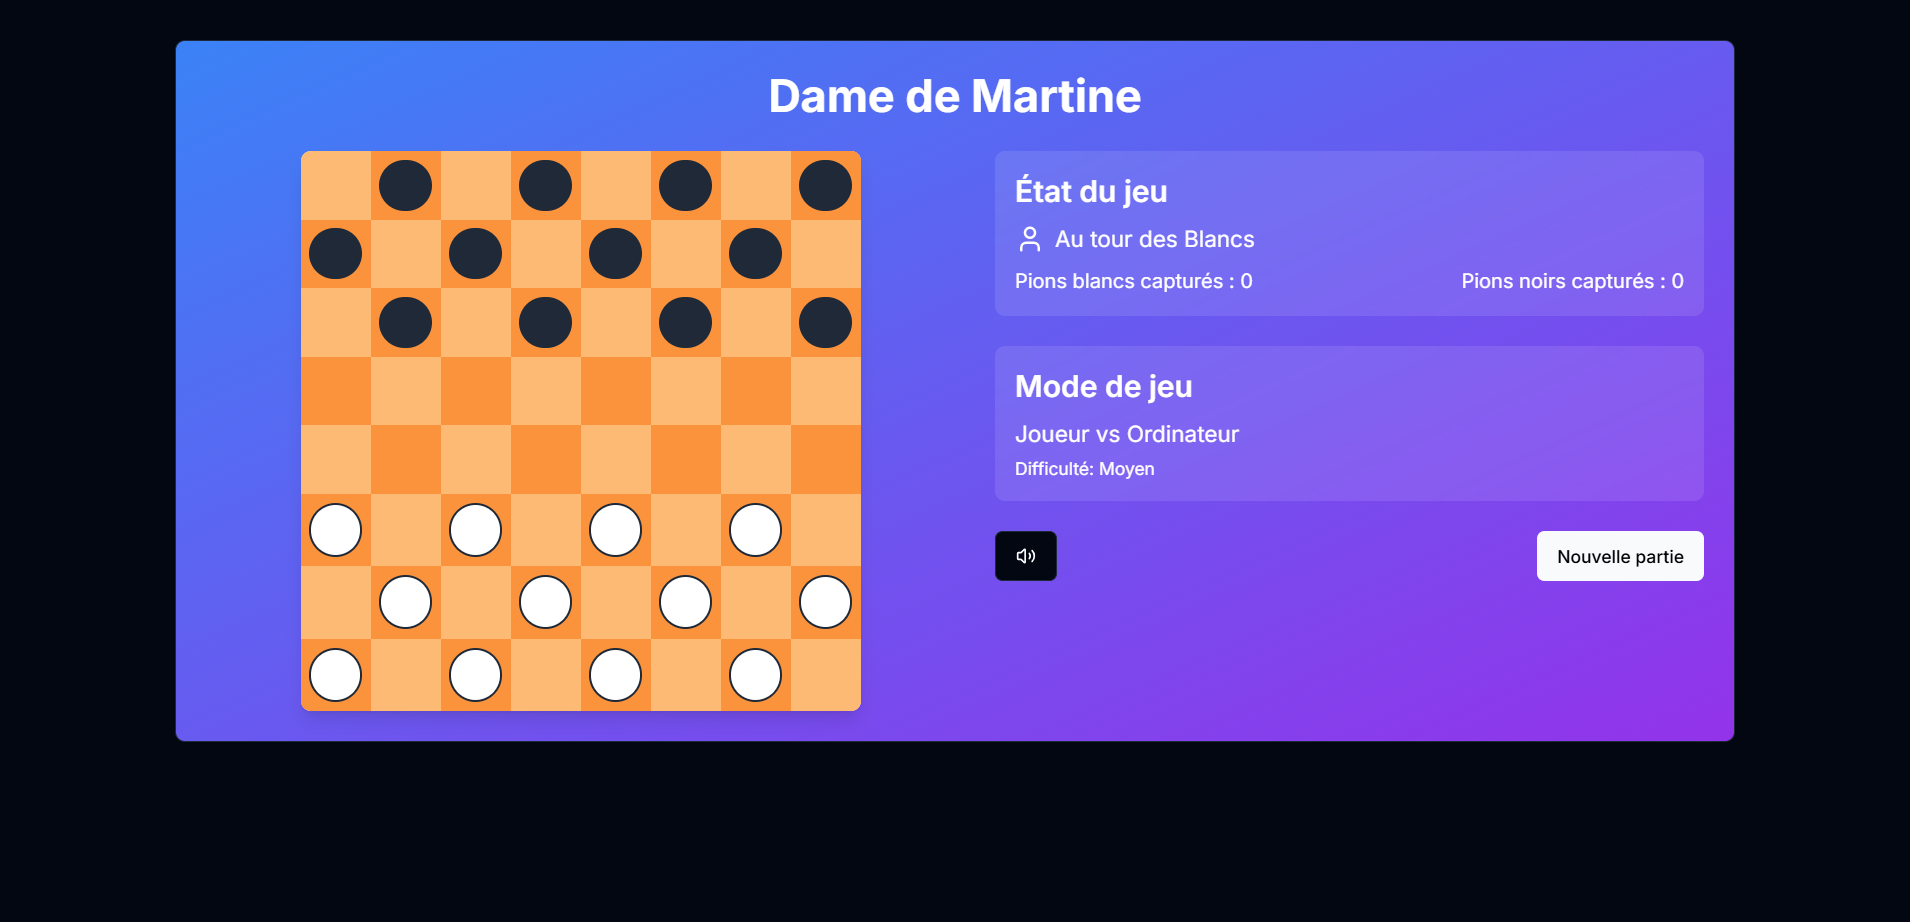 Dame de Martine
État du jeu
Au tour des Blancs
Pions blancs capturés : 0
Pions noirs capturés : 0
Mode de jeu
Joueur vs Ordinateur
Difficulté: Moyen
Nouvelle partie